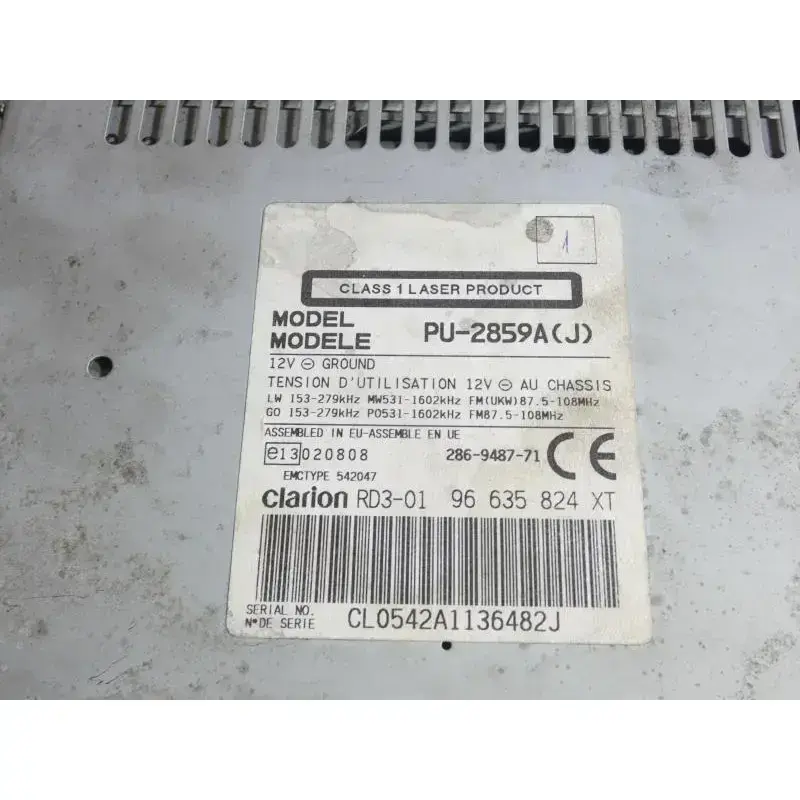 1
CLASS 1 LASER PRODUCT
MODEL
MODELE PU-2859A(J)
12V ⊖ GROUND
TENSION D'UTILISATION 12V ⊖ AU CHASSIS
LW 153-279kHz MW531-1602kHz FM(UKW)87.5-108MHz
GO 153-279kHz PO531-1602kHz FM87.5-108MHz
ASSEMBLED IN EU-ASSEMBLE EN UE
e13 020808 286-9487-71 CE
EMCTYPE 542047
clarion RD3-01 96 635 824 XT
SERIAL NO.
N° DE SERIE CL0542A1136482J